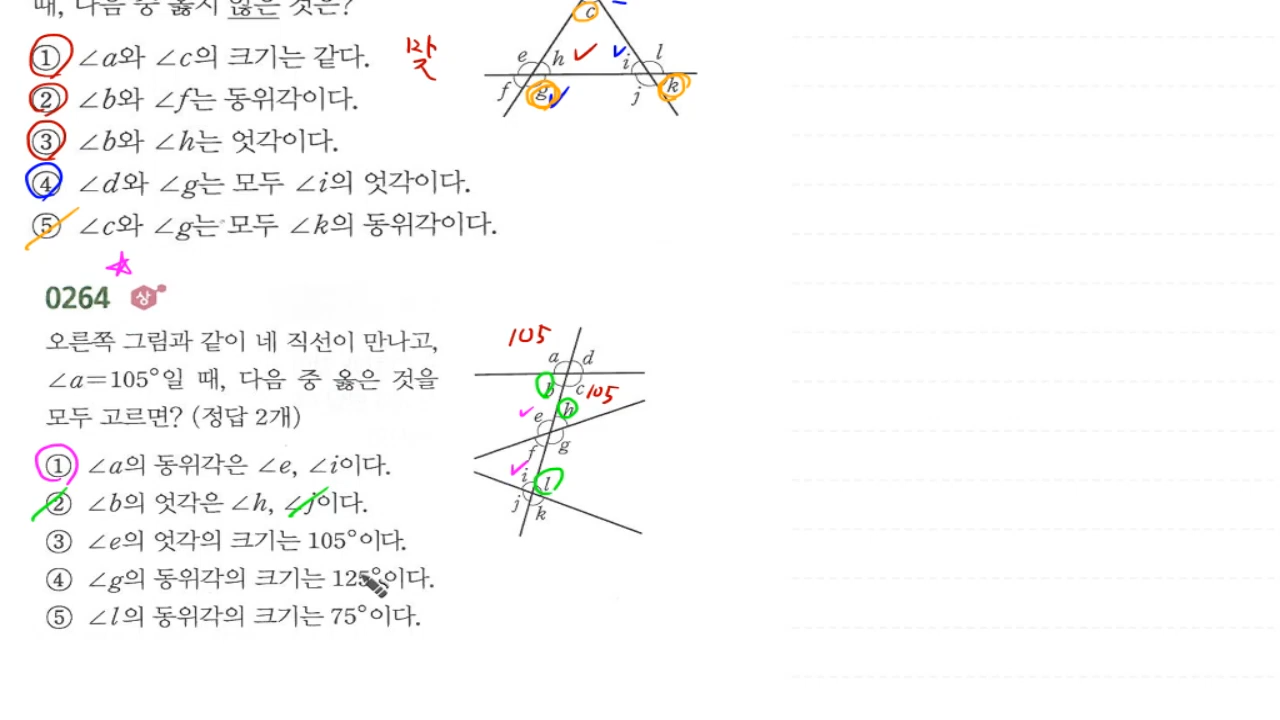 때, 다음 중 옳지 않은 것은?
① ∠a와 ∠c의 크기는 같다.
② ∠b와 ∠f는 동위각이다.
③ ∠b와 ∠h는 엇각이다.
④ ∠d와 ∠g는 모두 ∠i의 엇각이다.
⑤ ∠c와 ∠g는 모두 ∠k의 동위각이다.
맞
c
e h i l
f g j k
0264 상
오른쪽 그림과 같이 네 직선이 만나고,
∠a=105°일 때, 다음 중 옳은 것을
모두 고르면? (정답 2개)
① ∠a의 동위각은 ∠e, ∠i이다.
② ∠b의 엇각은 ∠h, ∠j이다.
③ ∠e의 엇각의 크기는 105°이다.
④ ∠g의 동위각의 크기는 125°이다.
⑤ ∠l의 동위각의 크기는 75°이다.
105
a d
b c 105
e h
f g
i l
j k